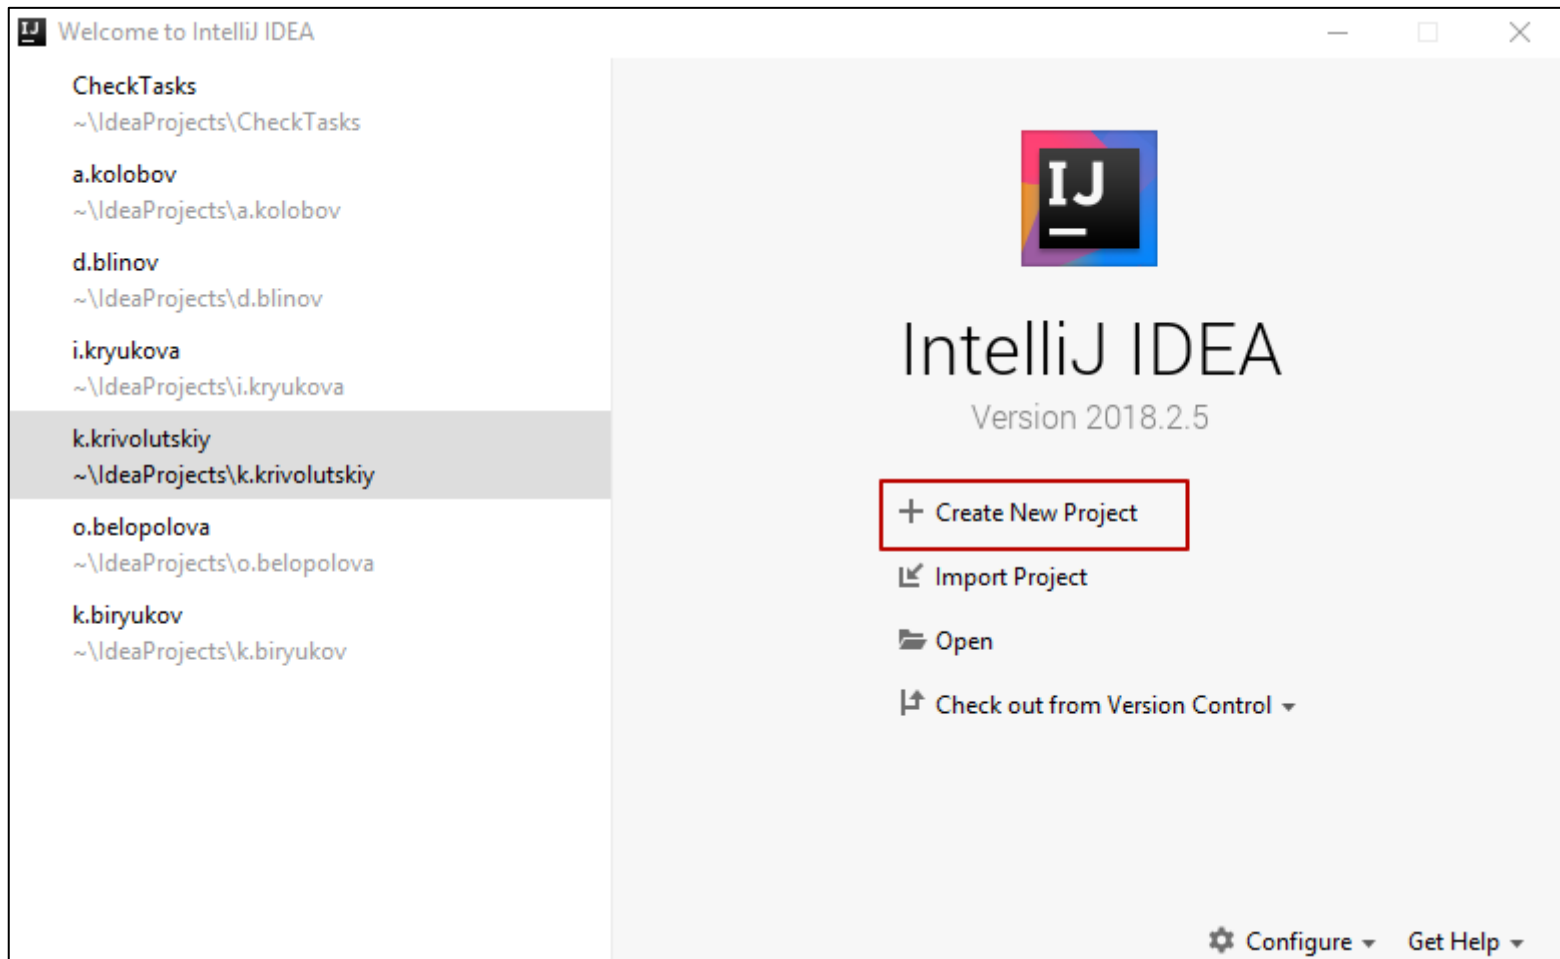 Welcome to IntelliJ IDEA
CheckTasks
~\IdeaProjects\CheckTasks
a.kolobov
~\IdeaProjects\a.kolobov
d.blinov
~\IdeaProjects\d.blinov
i.kryukova
~\IdeaProjects\i.kryukova
k.krivolutskiy
~\IdeaProjects\k.krivolutskiy
o.belopolova
~\IdeaProjects\o.belopolova
k.biryukov
~\IdeaProjects\k.biryukov
IJ
IntelliJ IDEA
Version 2018.2.5
Create New Project
Import Project
Open
Check out from Version Control
Configure Get Help